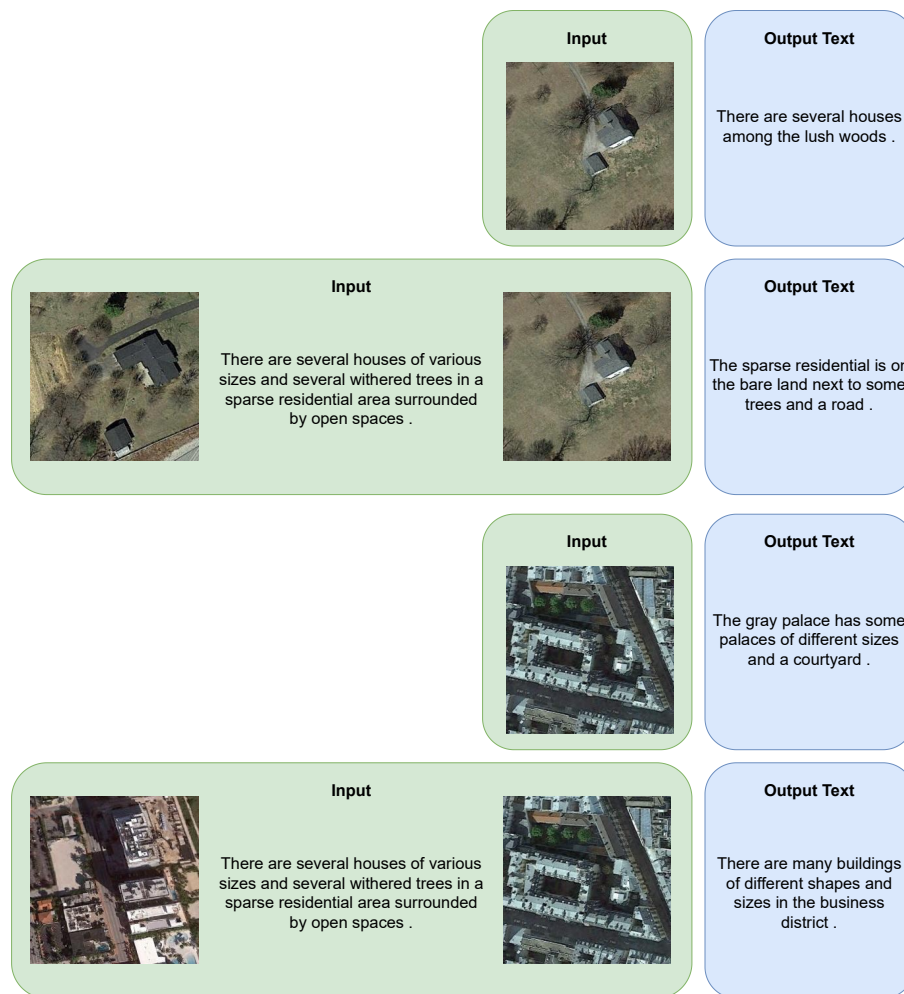 Input
Output Text
There are several houses
among the lush woods .
Input
Output Text
There are several houses of various
sizes and several withered trees in a
sparse residential area surrounded
by open spaces .
The sparse residential is on
the bare land next to some
trees and a road .
Input
Output Text
The gray palace has some
palaces of different sizes
and a courtyard .
Input
Output Text
There are several houses of various
sizes and several withered trees in a
sparse residential area surrounded
by open spaces .
There are many buildings
of different shapes and
sizes in the business
district .